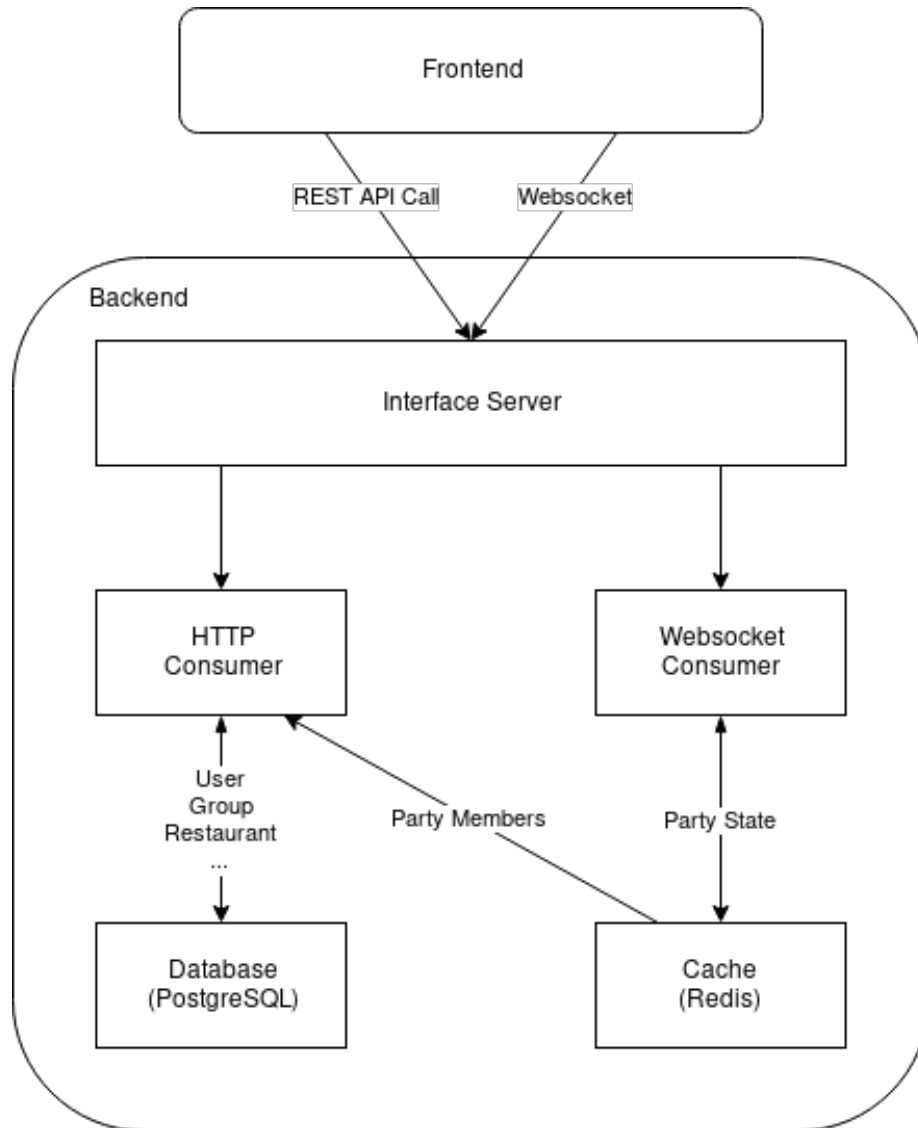 Frontend
REST API Call
Websocket
Backend
Interface Server
HTTP
Consumer
Websocket
Consumer
User
Group
Restaurant
...
Party Members
Party State
Database
(PostgreSQL)
Cache
(Redis)